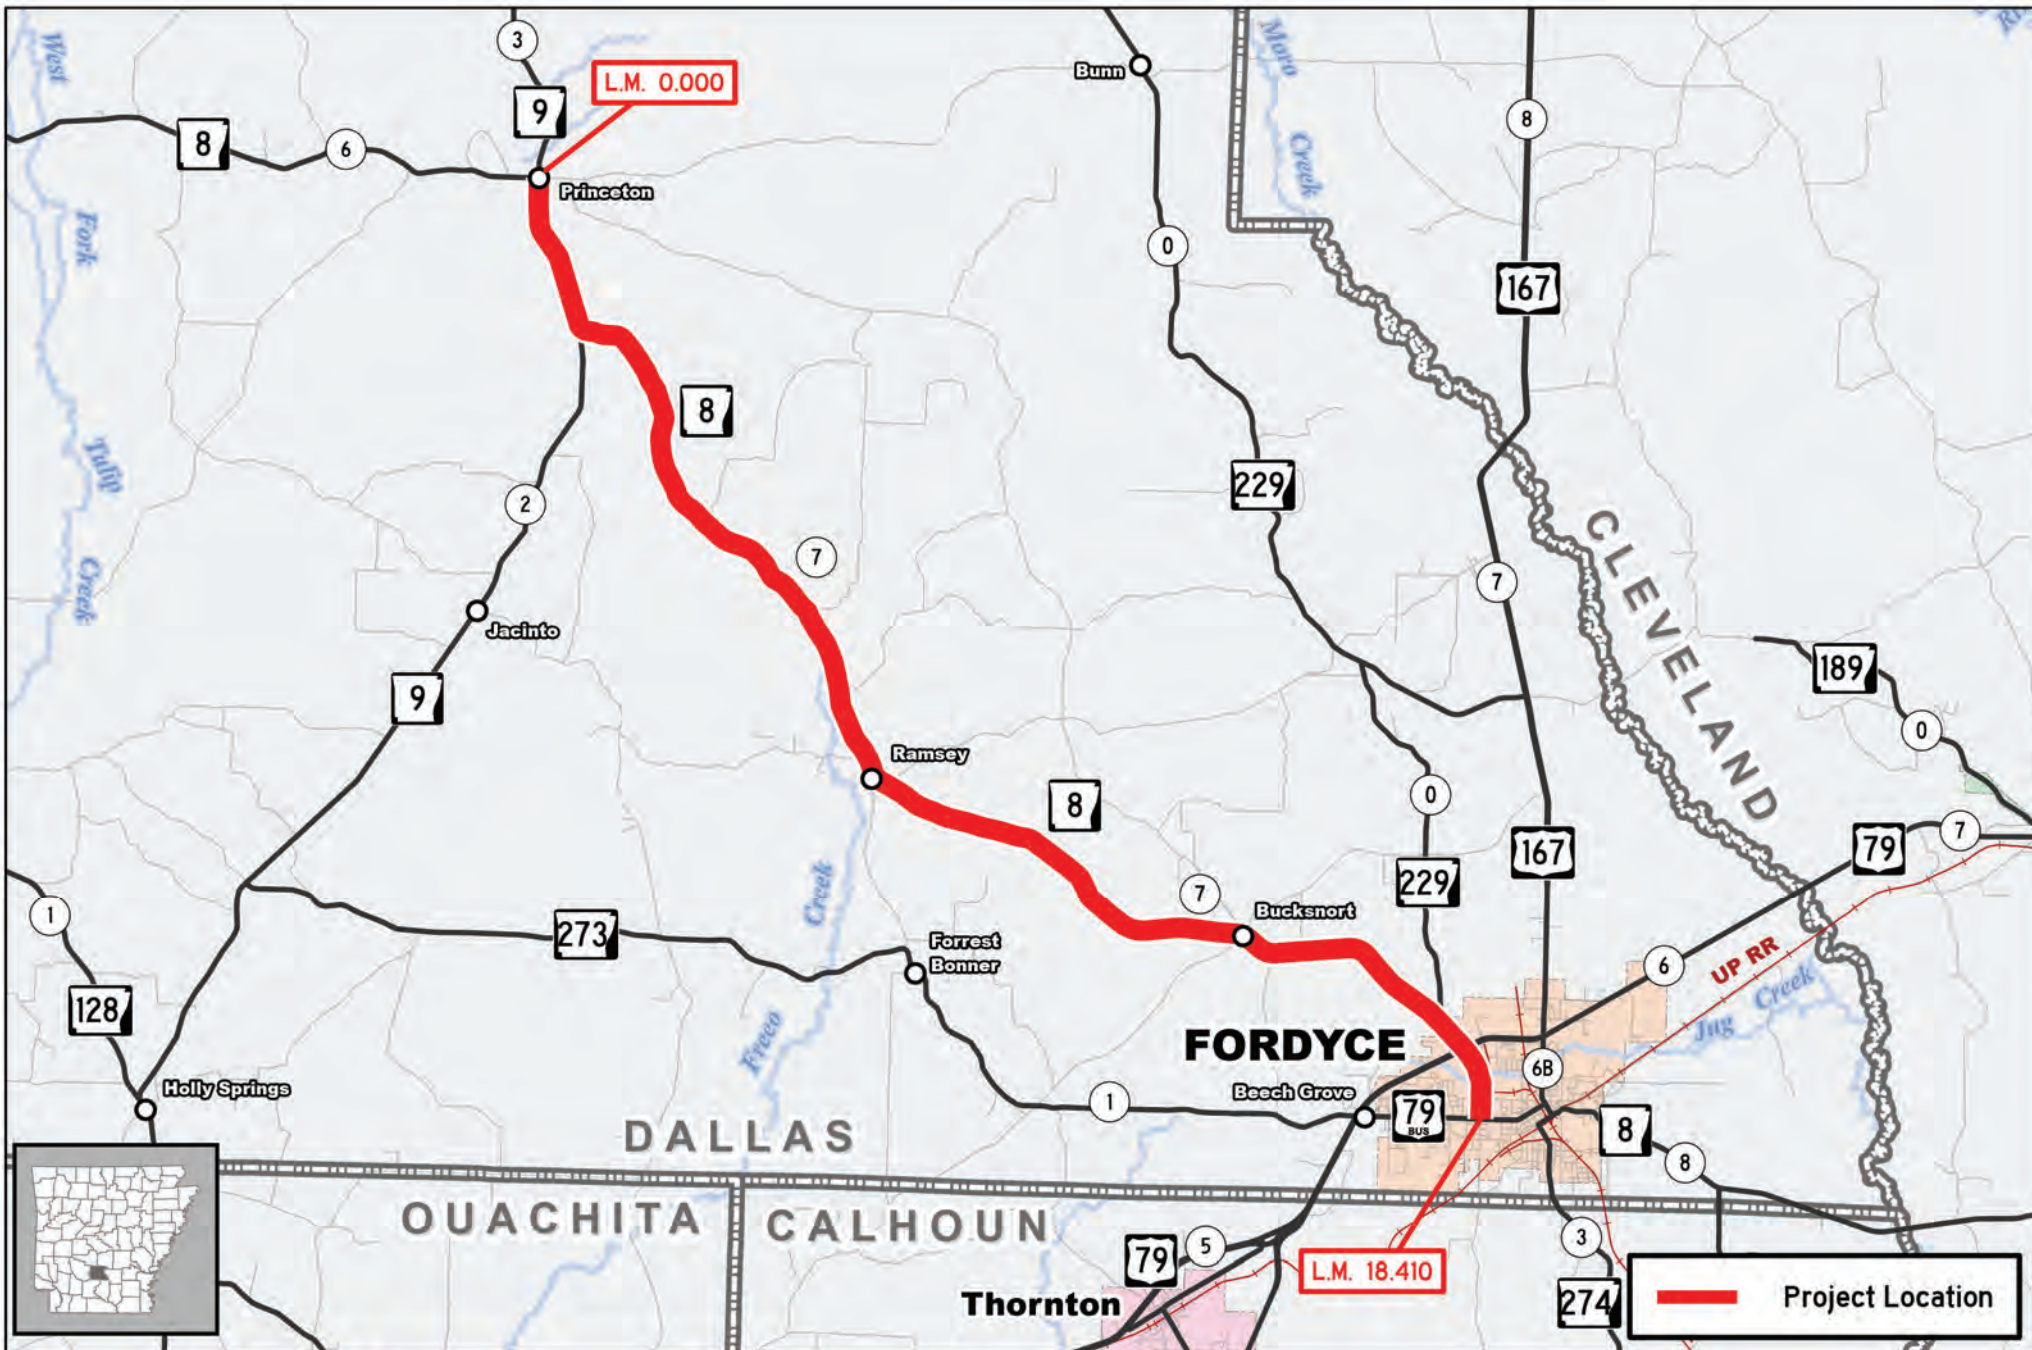 West
Fork
Tulip
Creek
3
9
L.M. 0.000
8
6
Princeton
Bunn
Moro
Creek
8
0
167
8
229
2
7
7
CLEVELAND
Jacinto
9
189
0
Ramsey
8
0
167
79
7
229
7
Bucksnort
1
273
Forrest
Bonner
Creek
Freeo
128
6
UP RR
Jug Creek
FORDYCE
6B
Holly Springs
1
Beech Grove
79
BUS
8
8
DALLAS
OUACHITA
CALHOUN
79
5
L.M. 18.410
3
274
Thornton
Project Location